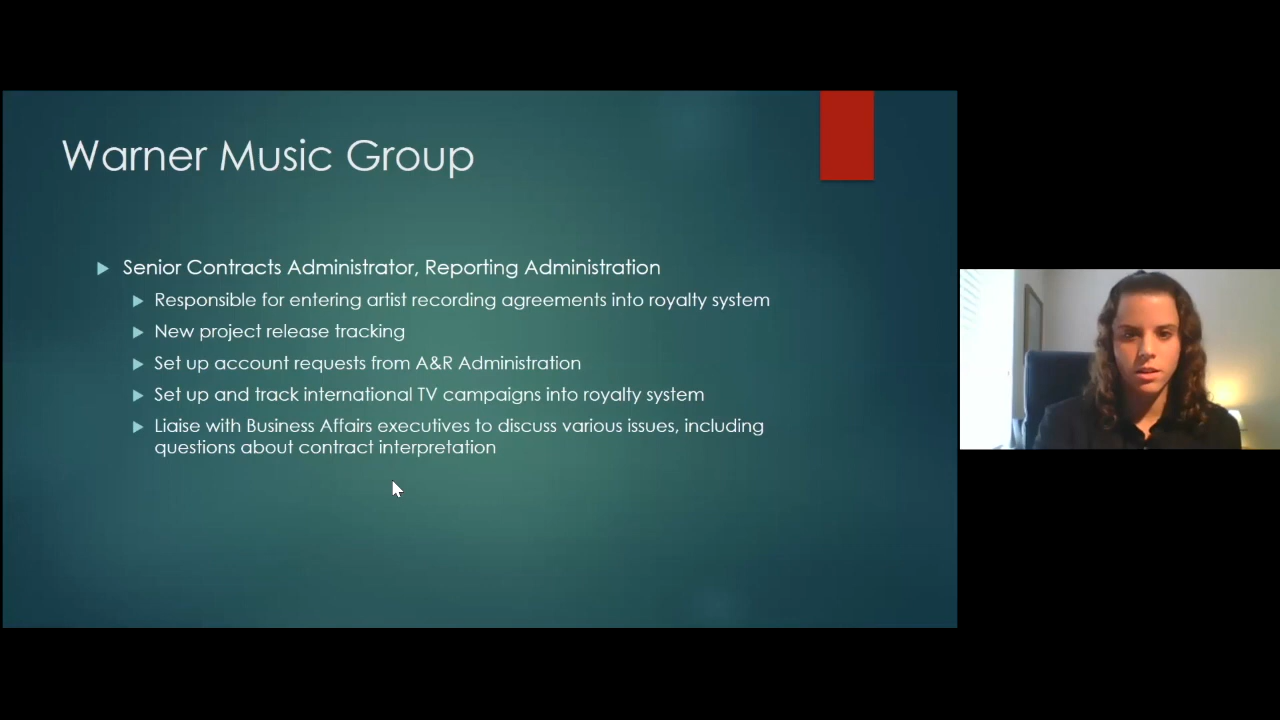 Warner Music Group
Senior Contracts Administrator, Reporting Administration
Responsible for entering artist recording agreements into royalty system
New project release tracking
Set up account requests from A&R Administration
Set up and track international TV campaigns into royalty system
Liaise with Business Affairs executives to discuss various issues, including
questions about contract interpretation